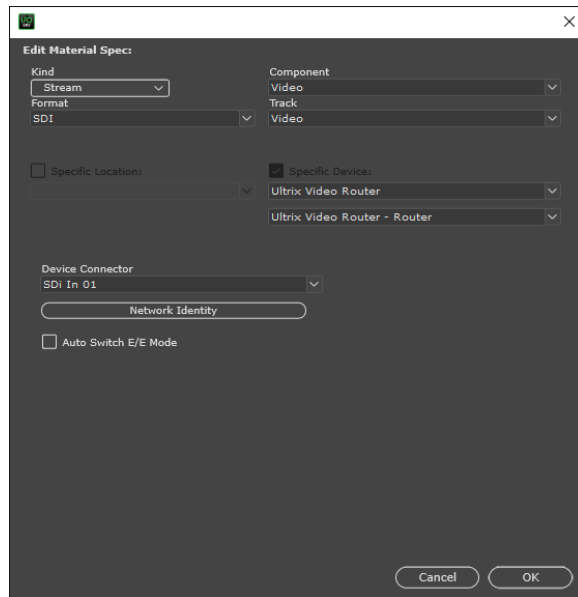 Edit Material Spec:
Kind
Component
Stream
Video
Format
Track
SDI
Video
Specific Location:
Specific Device:
Ultrix Video Router
Ultrix Video Router - Router
Device Connector
SDi In 01
Network Identity
Auto Switch E/E Mode
Cancel
OK